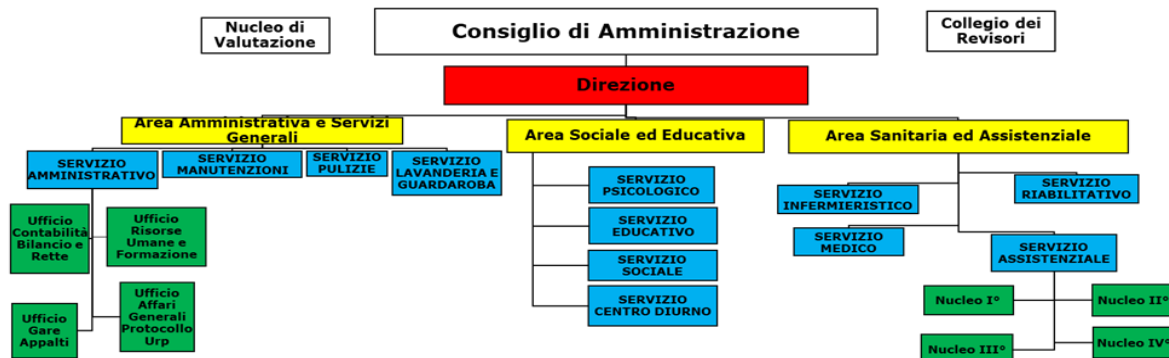 Nucleo di
Valutazione
Consiglio di Amministrazione
Collegio dei
Revisori
Direzione
Area Amministrativa e Servizi
Generali
Area Sociale ed Educativa
Area Sanitaria ed Assistenziale
SERVIZIO
AMMINISTRATIVO
SERVIZIO
MANUTENZIONI
SERVIZIO
PULIZIE
SERVIZIO
LAVANDERIA E
GUARDAROBA
Ufficio
Contabilità
Bilancio e
Rette
Ufficio
Risorse
Umane e
Formazione
Ufficio
Gare
Appalti
Ufficio
Affari
Generali
Protocollo
Urp
SERVIZIO
PSICOLOGICO
SERVIZIO
EDUCATIVO
SERVIZIO
SOCIALE
SERVIZIO
CENTRO DIURNO
SERVIZIO
INFERMIERISTICO
SERVIZIO
RIABILITATIVO
SERVIZIO
MEDICO
SERVIZIO
ASSISTENZIALE
Nucleo I°
Nucleo II°
Nucleo III°
Nucleo IV°